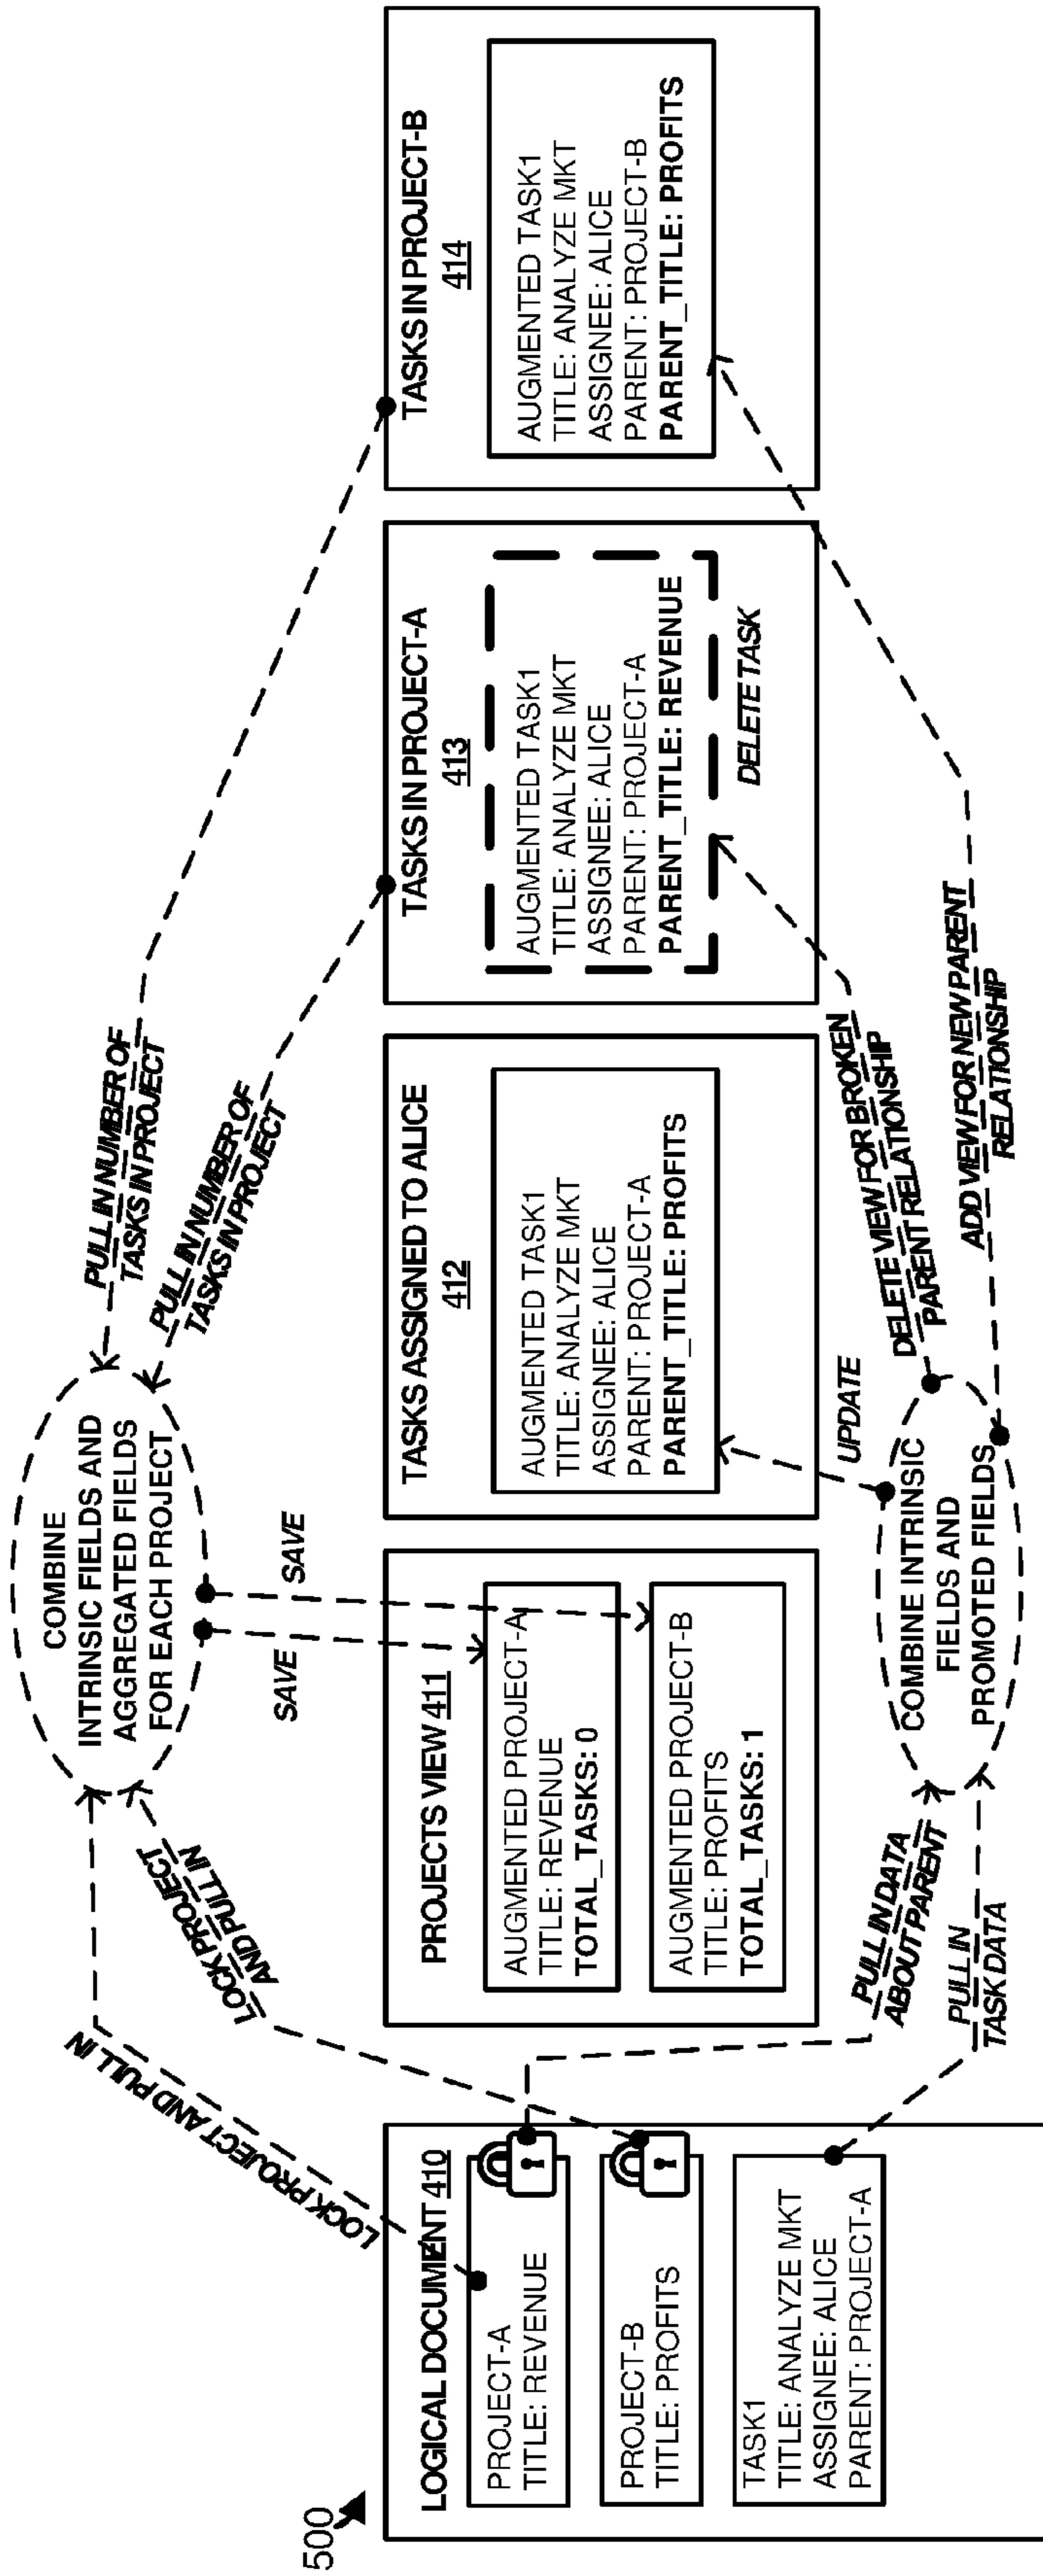 500
COMBINE
INTRINSIC FIELDS AND
AGGREGATED FIELDS
FOR EACH PROJECT
LOCK PROJECT AND PULL IN
LOCK PROJECT
AND PULL IN
PULL IN NUMBER OF
TASKS IN PROJECT
PULL IN NUMBER OF
TASKS IN PROJECT
SAVE
SAVE
LOGICAL DOCUMENT 410
PROJECT-A
TITLE: REVENUE
PROJECT-B
TITLE: PROFITS
TASK1
TITLE: ANALYZE MKT
ASSIGNEE: ALICE
PARENT: PROJECT-A
PROJECTS VIEW 411
AUGMENTED PROJECT-A
TITLE: REVENUE
TOTAL_TASKS: 0
AUGMENTED PROJECT-B
TITLE: PROFITS
TOTAL_TASKS: 1
TASKS ASSIGNED TO ALICE
412
AUGMENTED TASK1
TITLE: ANALYZE MKT
ASSIGNEE: ALICE
PARENT: PROJECT-A
PARENT_TITLE: PROFITS
TASKS IN PROJECT-A
413
AUGMENTED TASK1
TITLE: ANALYZE MKT
ASSIGNEE: ALICE
PARENT: PROJECT-A
PARENT_TITLE: REVENUE
DELETE TASK
TASKS IN PROJECT-B
414
AUGMENTED TASK1
TITLE: ANALYZE MKT
ASSIGNEE: ALICE
PARENT: PROJECT-B
PARENT_TITLE: PROFITS
PULL IN DATA
ABOUT PARENT
PULL IN
TASK DATA
COMBINE INTRINSIC
FIELDS AND
PROMOTED FIELDS
UPDATE
DELETE VIEW FOR BROKEN
PARENT RELATIONSHIP
ADD VIEW FOR NEW PARENT
RELATIONSHIP